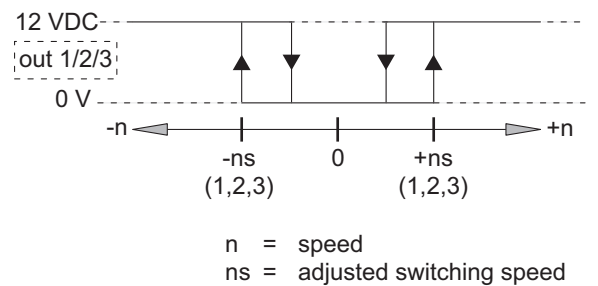 12 VDC
out 1/2/3
0 V
-n
+n
-ns 0 +ns
(1,2,3) (1,2,3)
n = speed
ns = adjusted switching speed